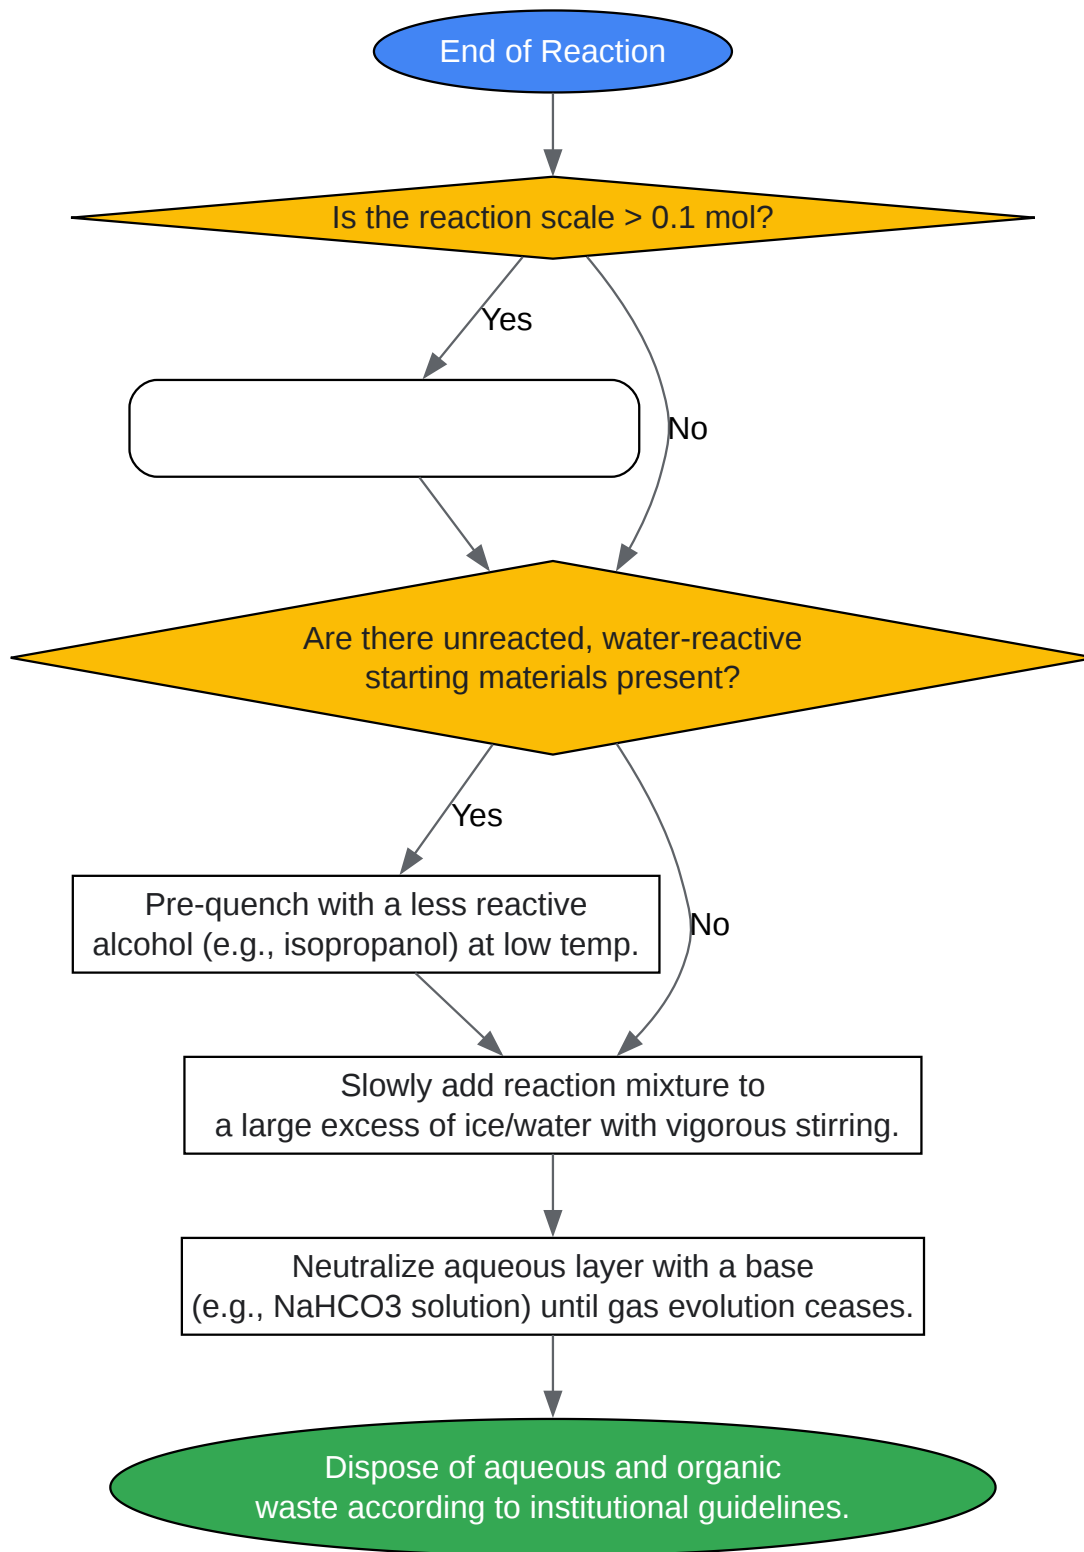 End of Reaction
Is the reaction scale > 0.1 mol?
Yes
No
Are there unreacted, water-reactive
starting materials present?
Yes
Pre-quench with a less reactive
alcohol (e.g., isopropanol) at low temp.
No
Slowly add reaction mixture to
a large excess of ice/water with vigorous stirring.
Neutralize aqueous layer with a base
(e.g., NaHCO3 solution) until gas evolution ceases.
Dispose of aqueous and organic
waste according to institutional guidelines.